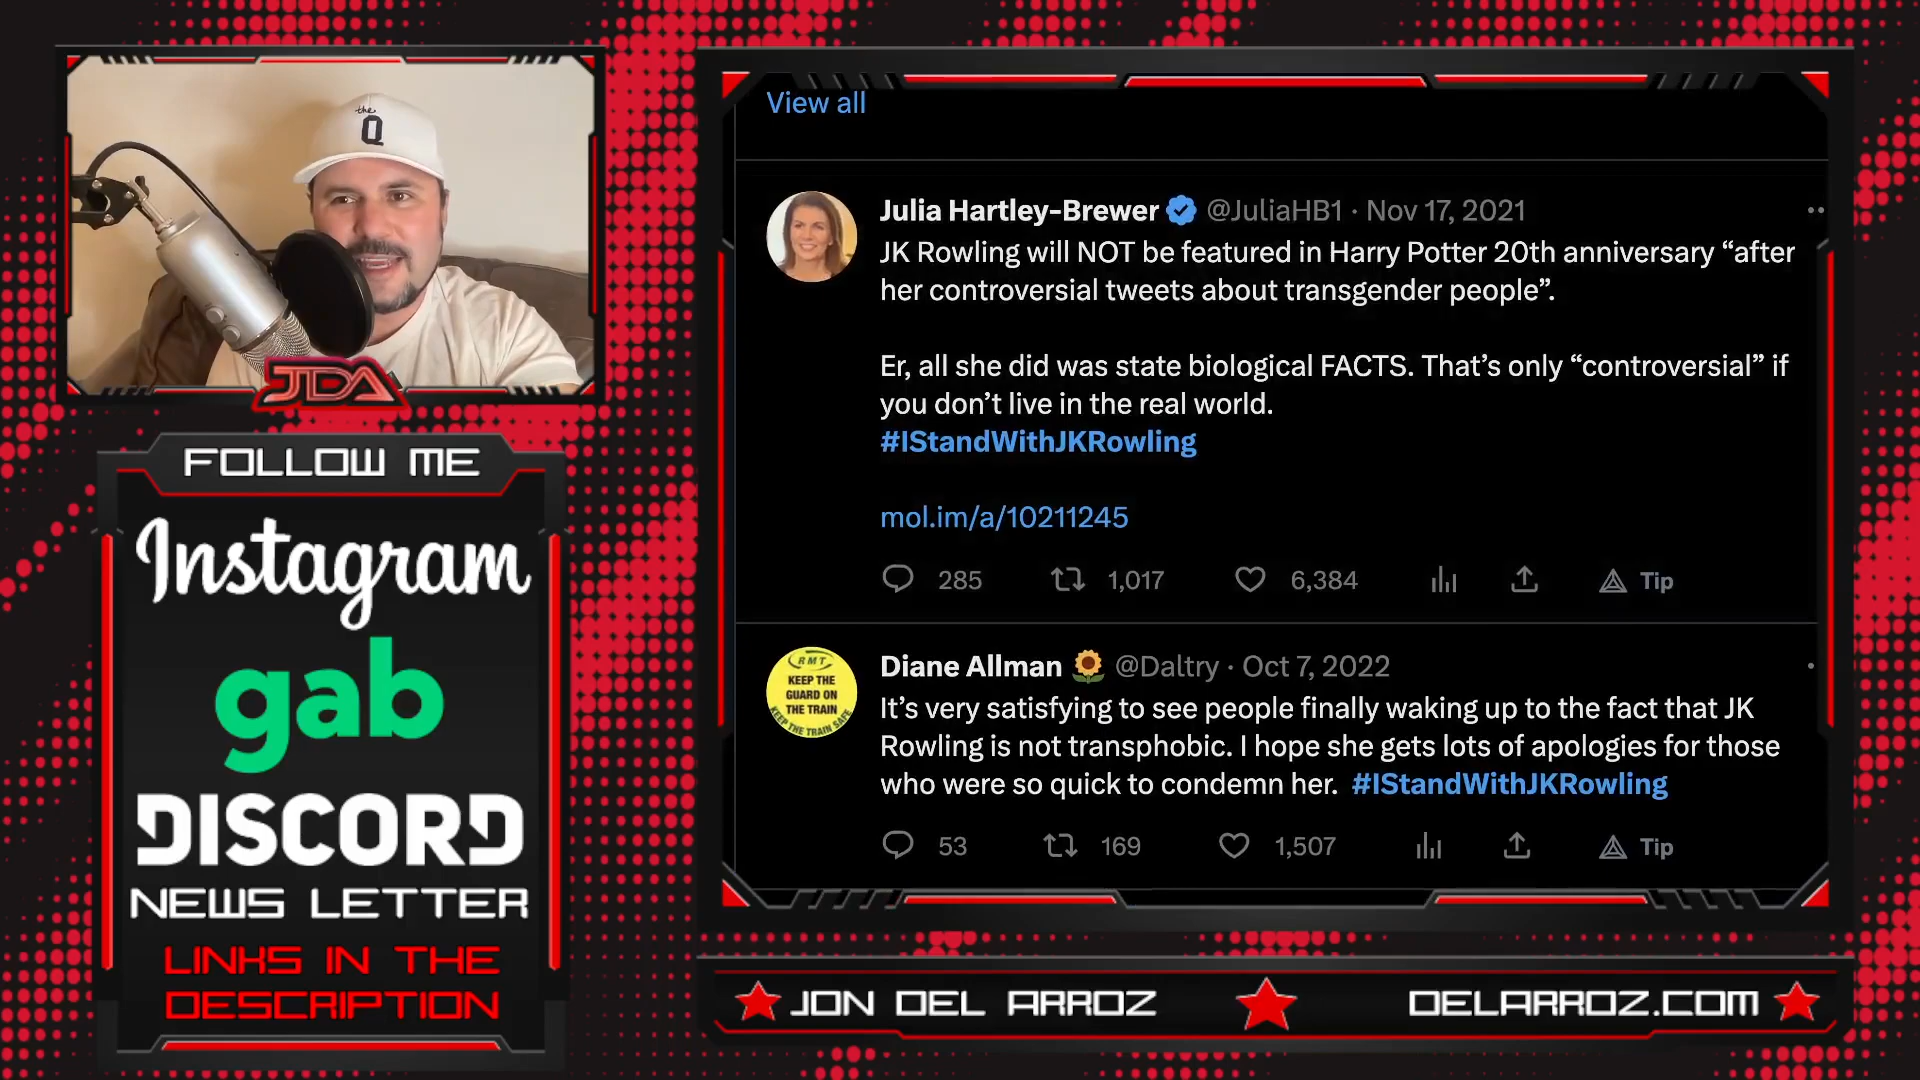 the
Q
JDA
FOLLOW ME
Instagram
gab
DISCORD
NEWS LETTER
LINKS IN THE
DESCRIPTION
View all
Julia Hartley-Brewer @JuliaHB1 · Nov 17, 2021
JK Rowling will NOT be featured in Harry Potter 20th anniversary “after
her controversial tweets about transgender people”.
Er, all she did was state biological FACTS. That’s only “controversial” if
you don’t live in the real world.
#IStandWithJKRowling
mol.im/a/10211245
285 1,017 6,384 Tip
RMT
KEEP THE
GUARD ON
THE TRAIN
KEEP THE TRAIN SAFE
Diane Allman 🌻 @Daltry · Oct 7, 2022
It’s very satisfying to see people finally waking up to the fact that JK
Rowling is not transphobic. I hope she gets lots of apologies for those
who were so quick to condemn her. #IStandWithJKRowling
53 169 1,507 Tip
JON DEL ARROZ DELARROZ.COM